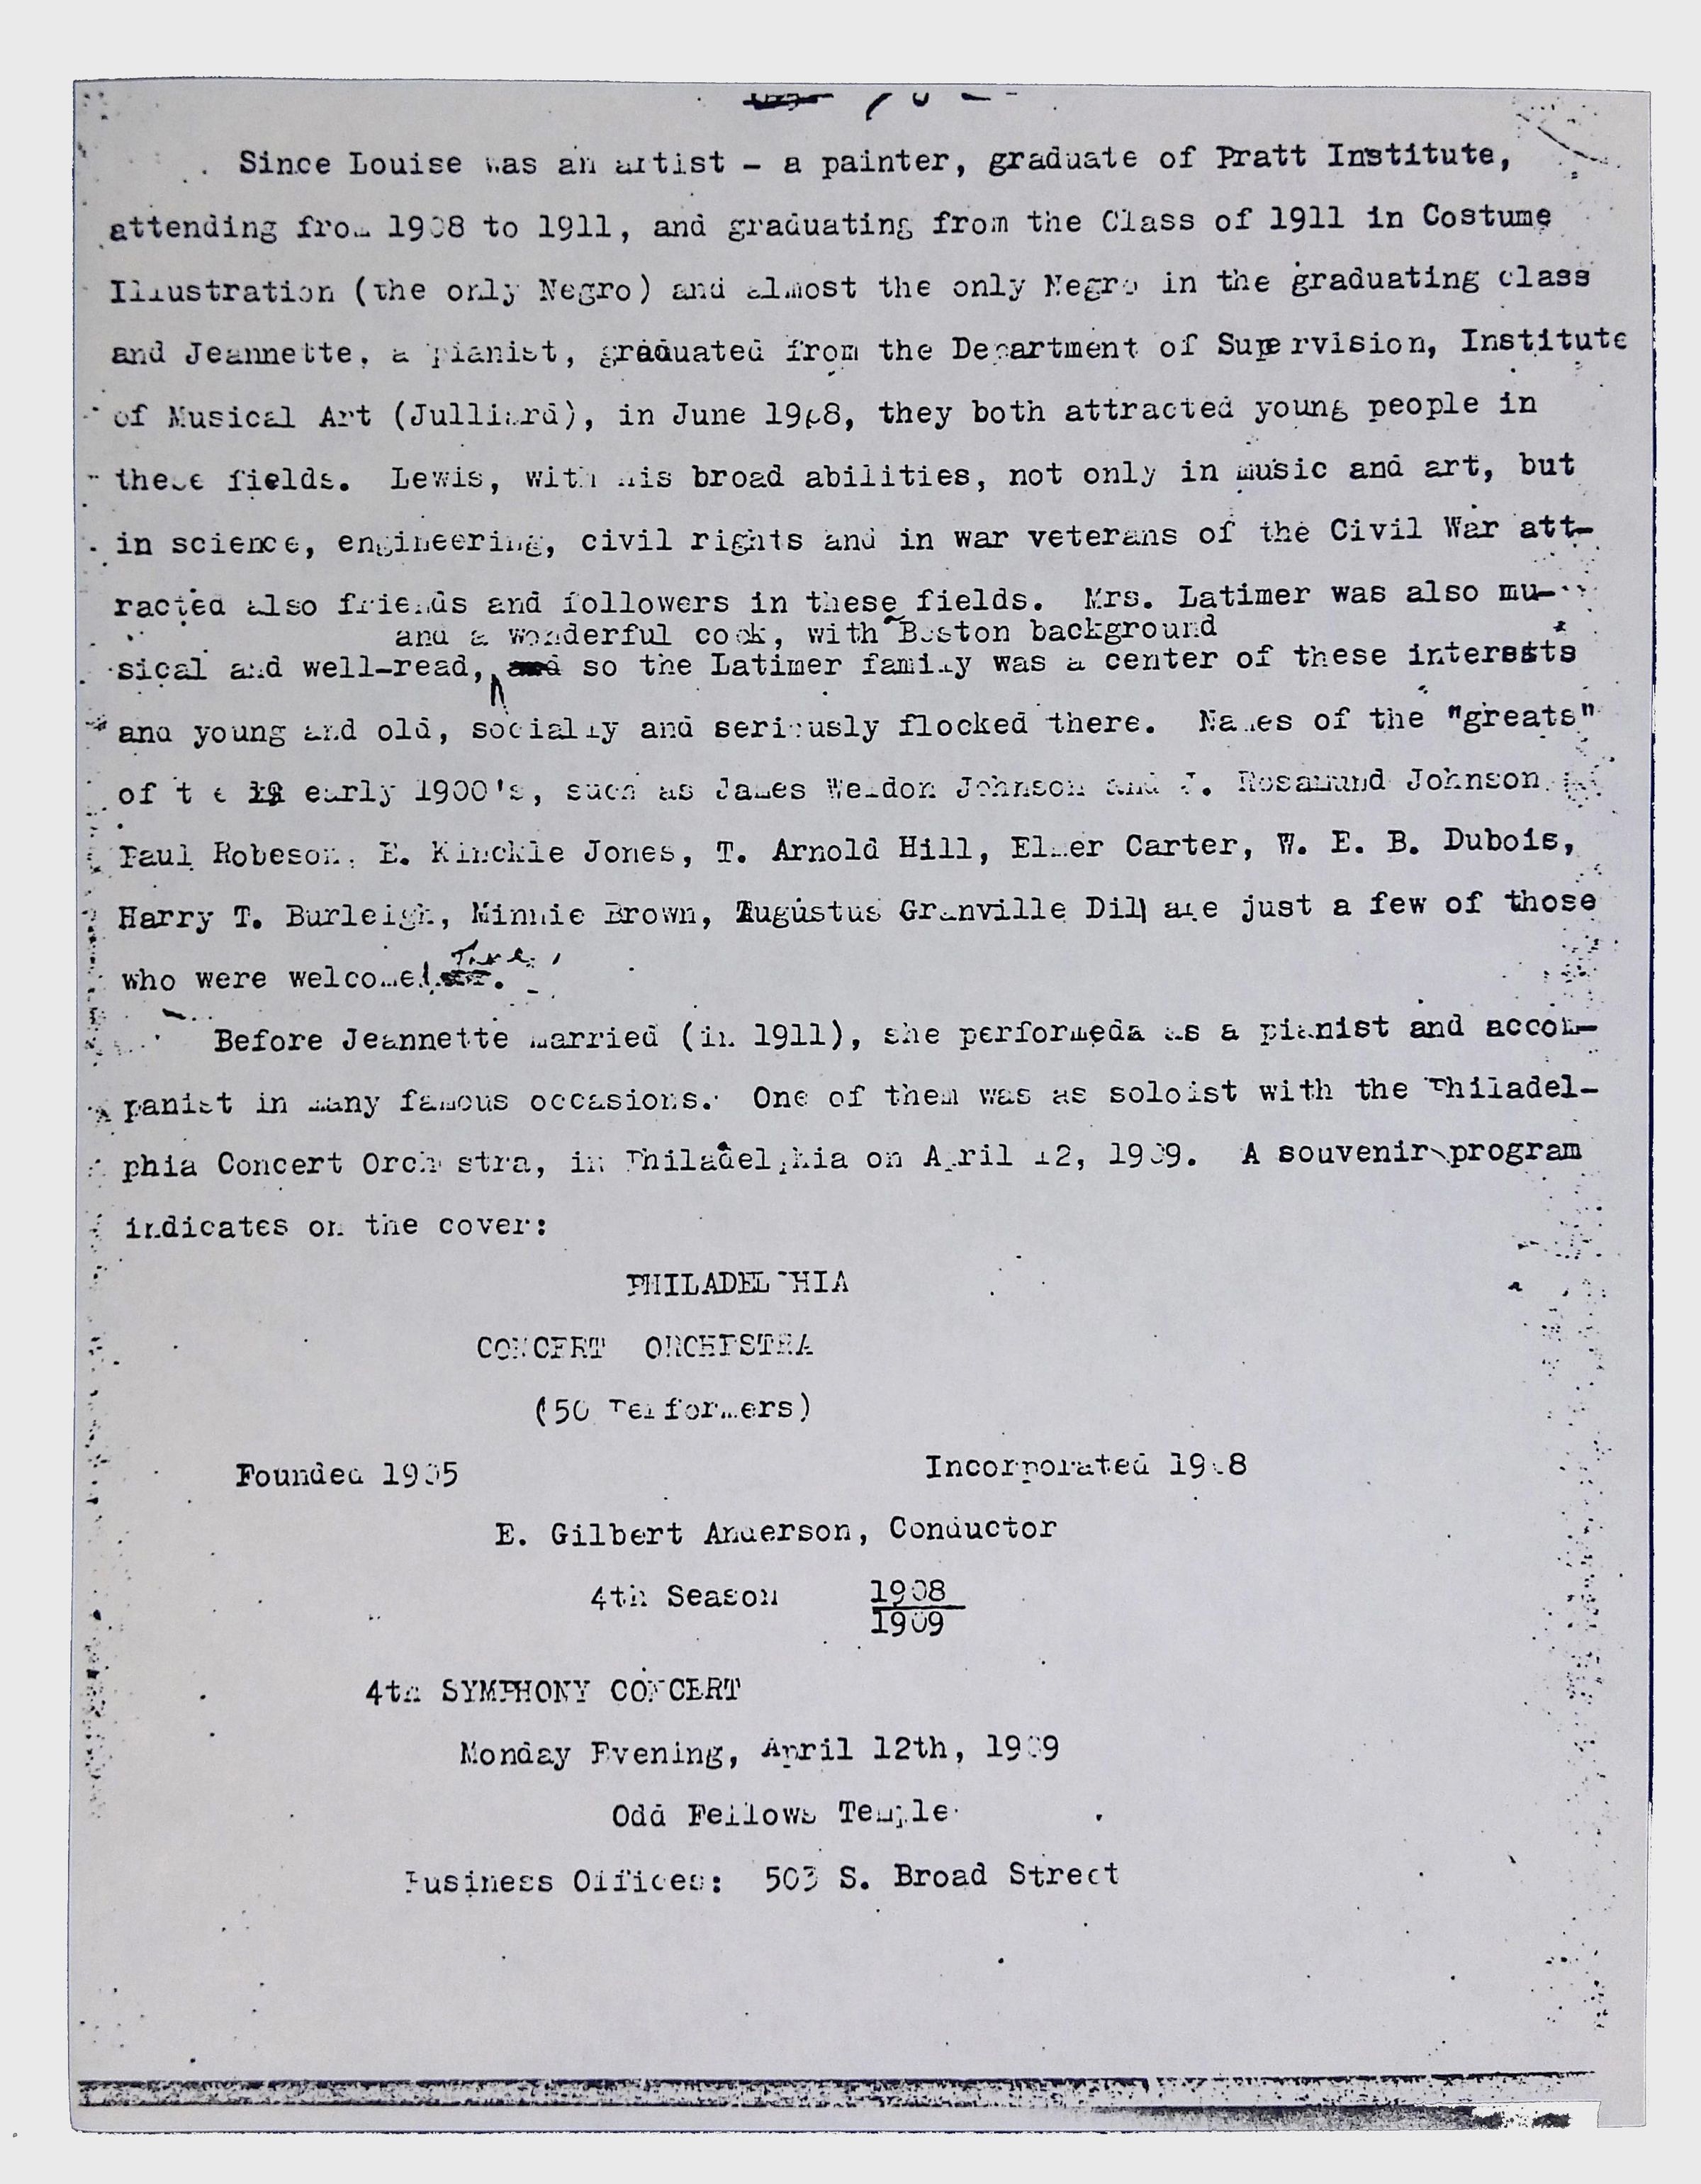 Since Louise was an artist - a painter, graduate of Pratt Institute,
attending from 1908 to 1911, and graduating from the Class of 1911 in Costume
Illustration (the only Negro) and almost the only Negro in the graduating class
and Jeannette, a pianist, graduated from the Department of Supervision, Institute
of Musical Art (Julliard), in June 1908, they both attracted young people in
these fields. Lewis, with his broad abilities, not only in music and art, but
in science, engineering, civil rights and in war veterans of the Civil War att-
racted also friends and followers in these fields. Mrs. Latimer was also mu-
and a wonderful cook, with Boston background
sical and well-read, and so the Latimer family was a center of these interests
and young and old, socially and seriously flocked there. Names of the "greats"
of the early 1900's, such as James Weldon Johnson and J. Rosamund Johnson
Paul Robeson, E. Kinckle Jones, T. Arnold Hill, Elmer Carter, W. E. B. Dubois,
Harry T. Burleigh, Minnie Brown, Augustus Granville Dill are just a few of those
who were welcomed
Before Jeannette married (in 1911), she performeda as a pianist and accom-
panist in many famous occasions. One of them was as soloist with the Philadel-
phia Concert Orchestra, in Philadelphia on April 12, 1909. A souvenir program
indicates on the cover:
PHILADELPHIA
CONCERT ORCHESTRA
(50 Performers)
Founded 1905 Incorporated 1908
E. Gilbert Anderson, Conductor
4th Season 1908
1909
4th SYMPHONY CONCERT
Monday Evening, April 12th, 1909
Odd Fellows Temple
Business Offices: 503 S. Broad Street